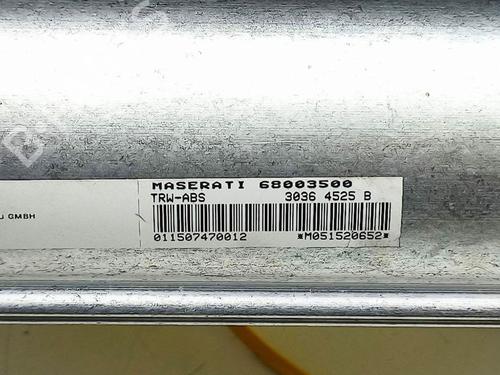 MASERATI 68003500
TRW-ABS 3036 4525 B
GMBH
011507470012 *M051520652*